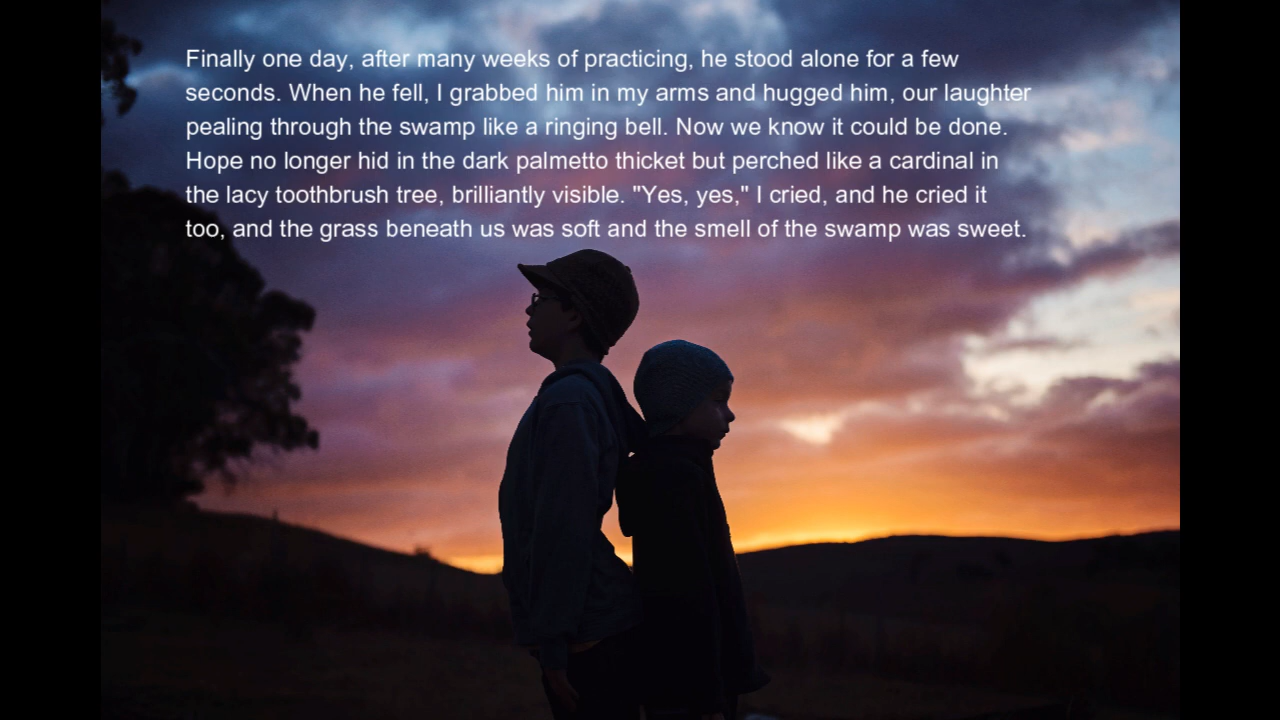 Finally one day, after many weeks of practicing, he stood alone for a few
seconds. When he fell, I grabbed him in my arms and hugged him, our laughter
pealing through the swamp like a ringing bell. Now we know it could be done.
Hope no longer hid in the dark palmetto thicket but perched like a cardinal in
the lacy toothbrush tree, brilliantly visible. "Yes, yes," I cried, and he cried it
too, and the grass beneath us was soft and the smell of the swamp was sweet.